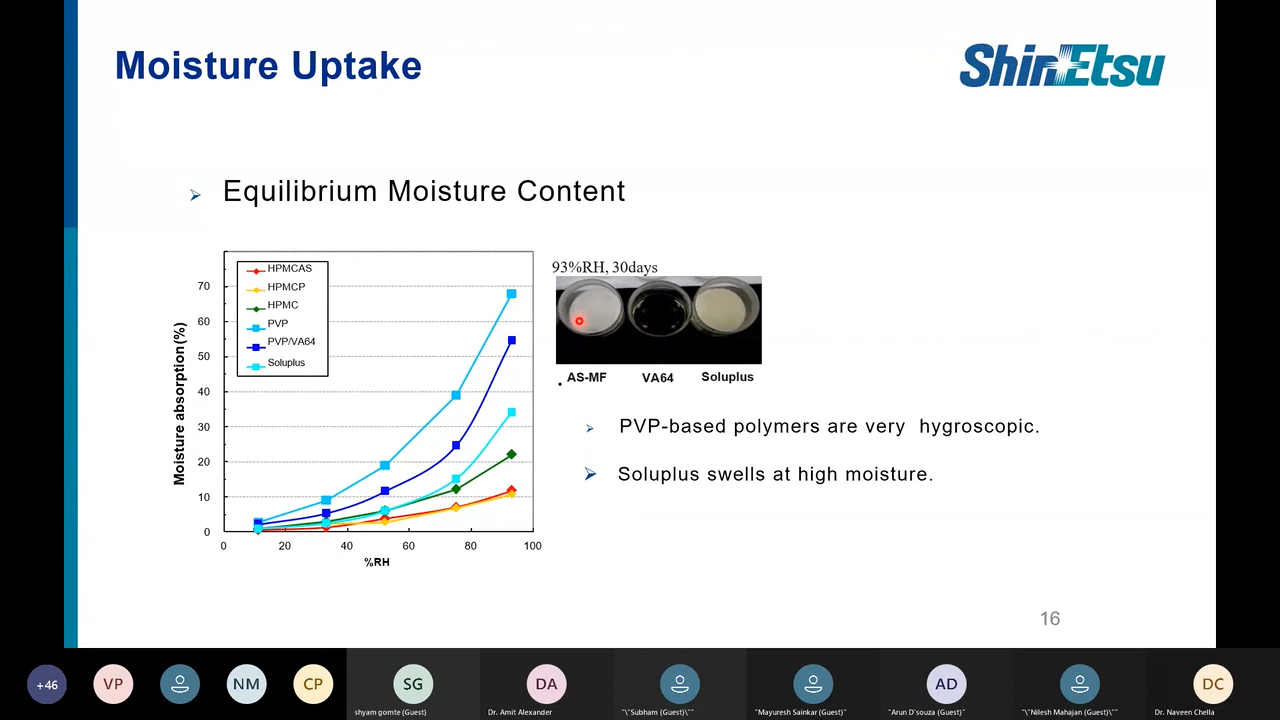 Moisture Uptake
ShinEtsu
Equilibrium Moisture Content
93%RH, 30days
HPMCAS
HPMCP
HPMC
PVP
PVP/VA64
Soluplus
Moisture absorption(%)
70
60
50
40
30
20
10
0
0 20 40 60 80 100
%RH
AS-MF VA64 Soluplus
PVP-based polymers are very hygroscopic.
Soluplus swells at high moisture.
16
+46 VP NM CP SG DA AD DC
shyam gomte (Guest) Dr. Amit Alexander "\"Subham (Guest)\"" "Mayuresh Sainkar (Guest)" "Arun D'souza (Guest)" "\"Nilesh Mahajan (Guest)\"" Dr. Naveen Chella